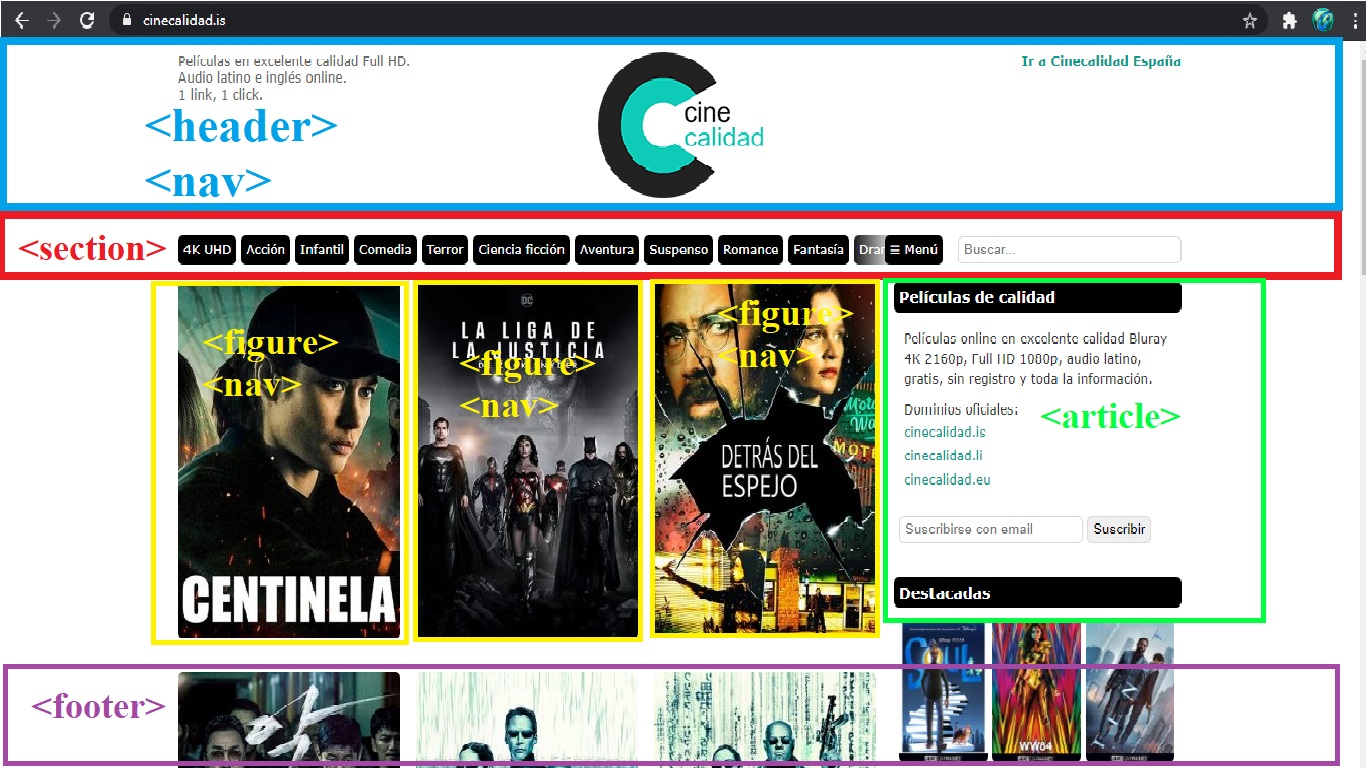 cinecalidad.is
Películas en excelente calidad Full HD.
Audio latino e inglés online.
1 link, 1 click.
cine
calidad
Ir a Cinecalidad España
<header>
<nav>
<section>
4K UHD Acción Infantil Comedia Terror Ciencia ficción Aventura Suspenso Romance Fantasía Dra ☰ Menú Buscar...
<figure>
<nav>
CENTINELA
DC
LA LIGA DE
LA JUSTICIA
<figure>
<nav>
<figure>
<nav>
DETRÁS DEL
ESPEJO
MOTE
Películas de calidad
Películas online en excelente calidad Bluray
4K 2160p, Full HD 1080p, audio latino,
gratis, sin registro y toda la información.
Dominios oficiales:
<article>
cinecalidad.is
cinecalidad.li
cinecalidad.eu
Suscribirse con email Suscribir
Destacadas
SOUL
WW84
<footer>